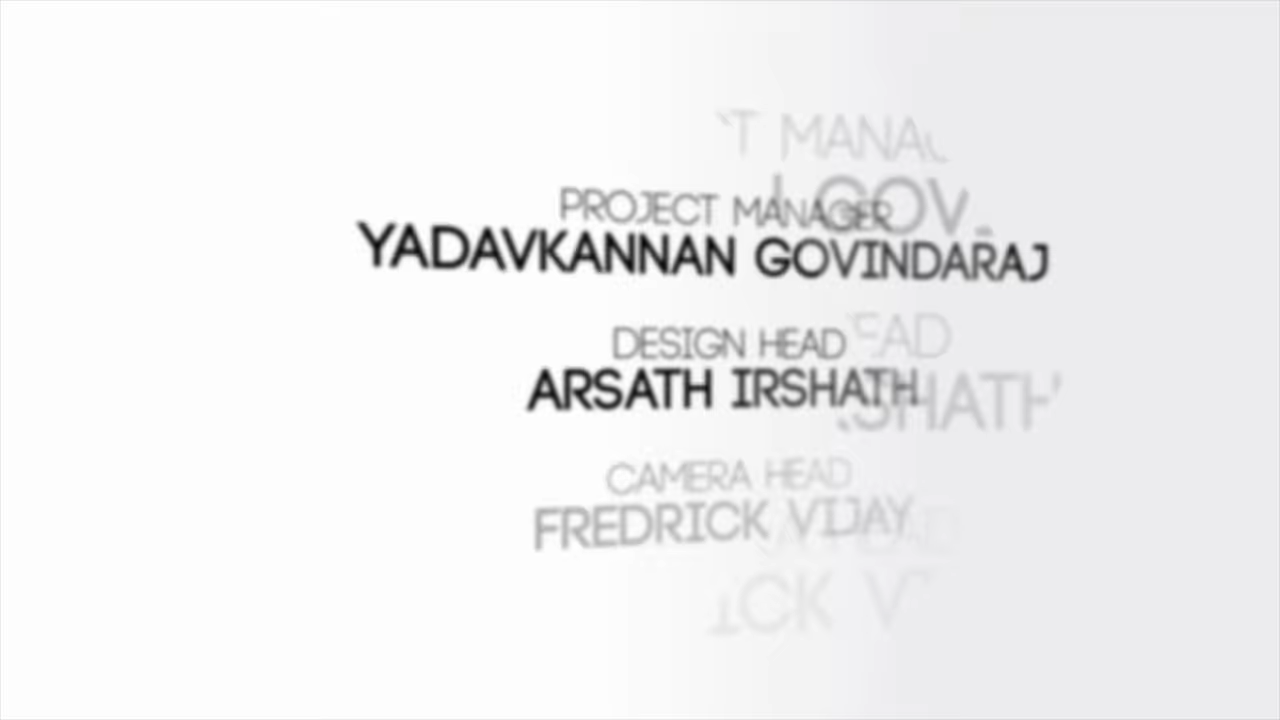 PROJECT MANAGER
YADAVKANNAN GOVINDARAJ
DESIGN HEAD
ARSATH IRSHATH
CAMERA HEAD
FREDRICK VIJAY